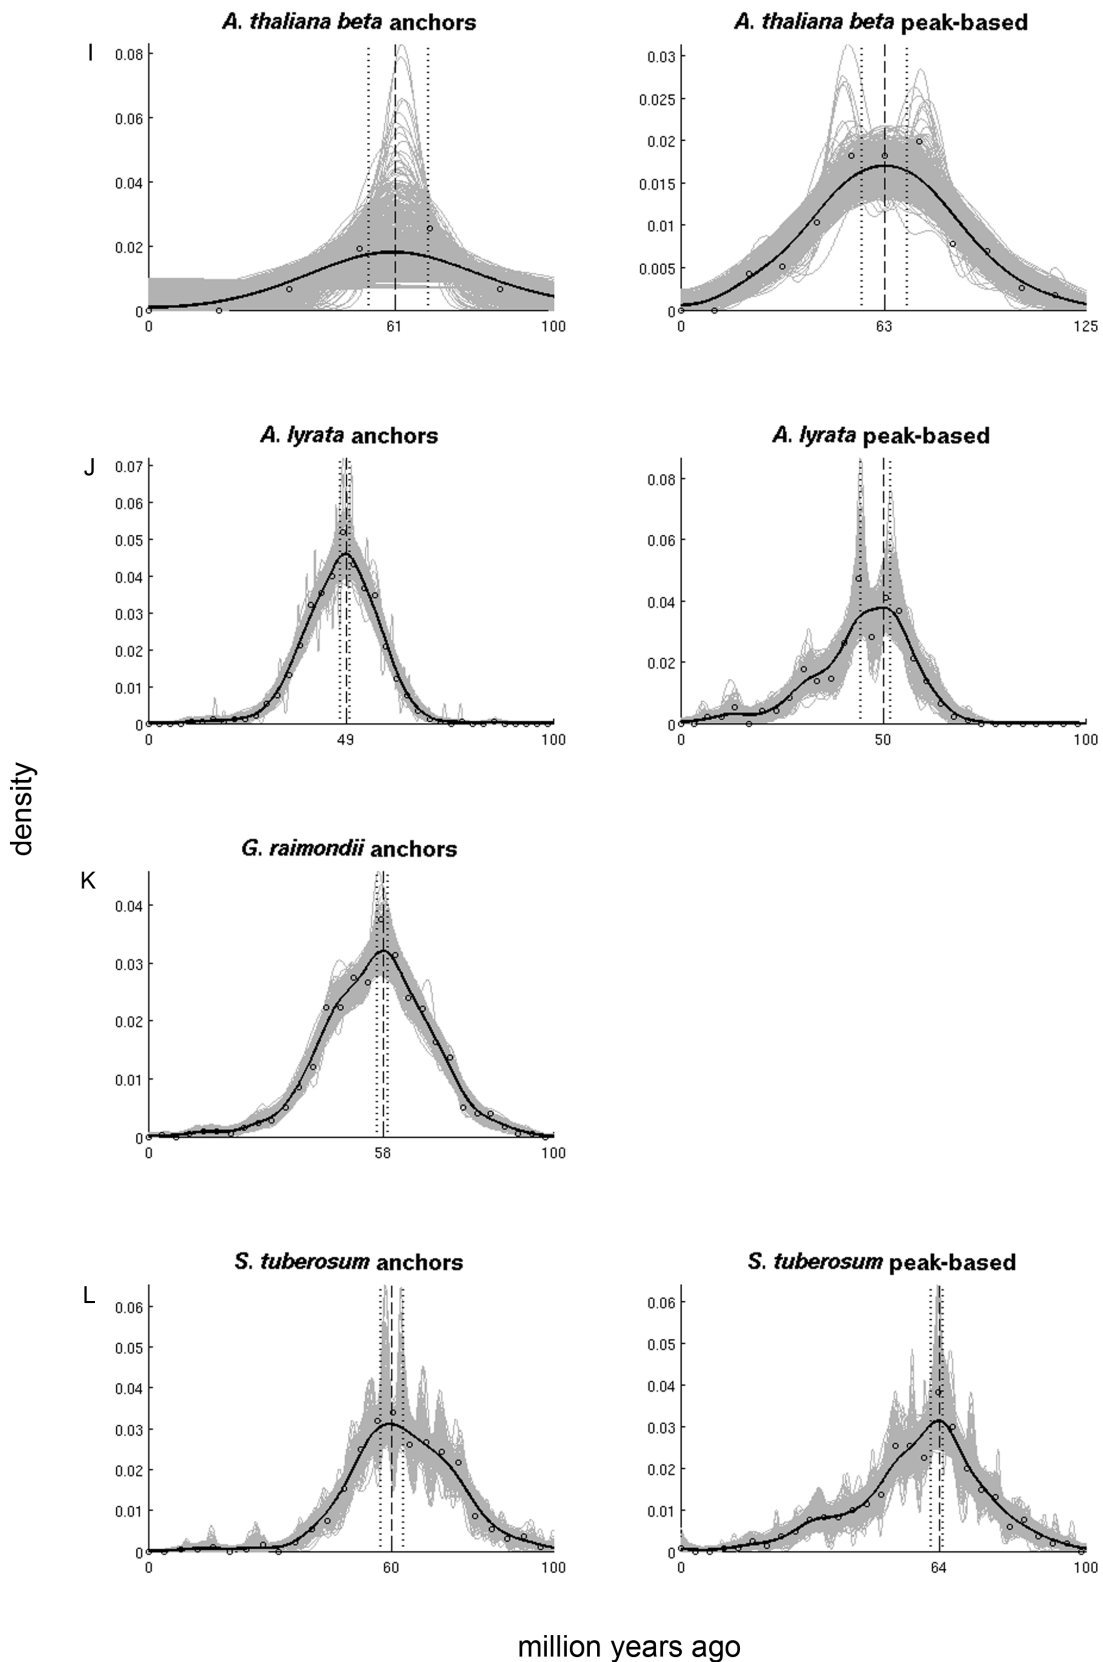 A. thaliana beta anchors
A. thaliana beta peak-based
I
0.08
0.06
0.04
0.02
0
0 61 100
0.03
0.025
0.02
0.015
0.01
0.005
0
0 63 125
A. lyrata anchors
A. lyrata peak-based
J
0.07
0.06
0.05
0.04
0.03
0.02
0.01
0
0 49 100
0.08
0.06
0.04
0.02
0
0 50 100
density
G. raimondii anchors
K
0.04
0.03
0.02
0.01
0
0 58 100
S. tuberosum anchors
S. tuberosum peak-based
L
0.06
0.05
0.04
0.03
0.02
0.01
0
0 60 100
0.06
0.05
0.04
0.03
0.02
0.01
0
0 64 100
million years ago